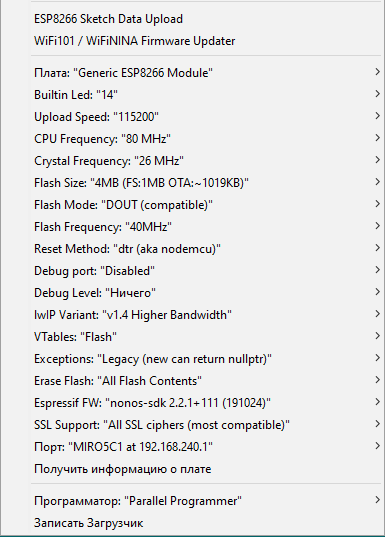 ESP8266 Sketch Data Upload
WiFi101 / WiFiNINA Firmware Updater
Плата: "Generic ESP8266 Module"
Builtin Led: "14"
Upload Speed: "115200"
CPU Frequency: "80 MHz"
Crystal Frequency: "26 MHz"
Flash Size: "4MB (FS:1MB OTA:~1019KB)"
Flash Mode: "DOUT (compatible)"
Flash Frequency: "40MHz"
Reset Method: "dtr (aka nodemcu)"
Debug port: "Disabled"
Debug Level: "Ничего"
lwIP Variant: "v1.4 Higher Bandwidth"
VTables: "Flash"
Exceptions: "Legacy (new can return nullptr)"
Erase Flash: "All Flash Contents"
Espressif FW: "nonos-sdk 2.2.1+111 (191024)"
SSL Support: "All SSL ciphers (most compatible)"
Порт: "MIRO5C1 at 192.168.240.1"
Получить информацию о плате
Программатор: "Parallel Programmer"
Записать Загрузчик